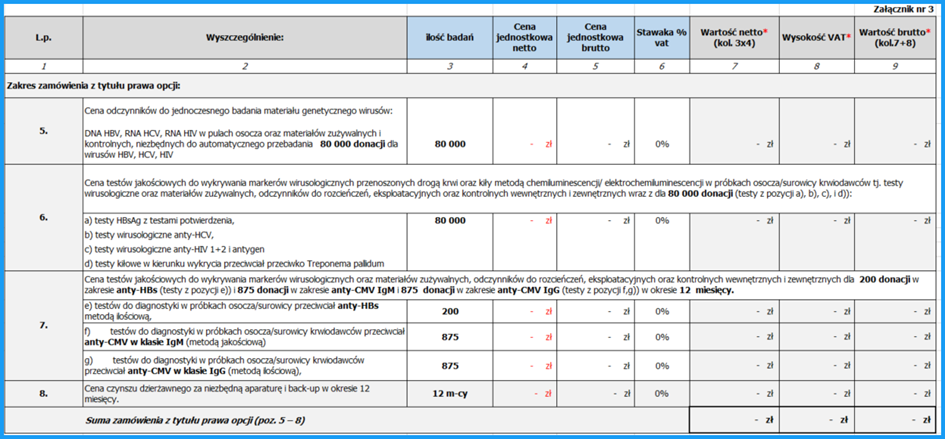 Załącznik nr 3
L.p. Wyszczególnienie: ilość badań Cena jednostkowa netto Cena jednostkowa brutto Stawaka % vat Wartość netto* (kol. 3x4) Wysokość VAT* Wartość brutto* (kol.7+8)
1 2 3 4 5 6 7 8 9
Zakres zamówienia z tytułu prawa opcji:
Cena odczynników do jednoczesnego badania materiału genetycznego wirusów:
DNA HBV, RNA HCV, RNA HIV w pulach osocza oraz materiałów zużywalnych i
5. kontrolnych, niezbędnych do automatycznego przebadania 80 000 donacji dla 80 000 - zł - zł 0% - zł - zł - zł
wirusów HBV, HCV, HIV
Cena testów jakościowych do wykrywania markerów wirusologicznych przenoszonych drogą krwi oraz kiły metodą chemiluminescencji/ elektrochemiluminescencji w próbkach osocza/surowicy krwiodawców tj. testy
wirusologiczne oraz materiałów zużywalnych, odczynników do rozcieńczeń, eksploatacyjnych oraz kontrolnych wewnętrznych i zewnętrznych wraz z dla 80 000 donacji (testy z pozycji a), b), c), i d)):
6. a) testy HBsAg z testami potwierdzenia, 80 000 - zł - zł 0% - zł - zł - zł
b) testy wirusologiczne anty-HCV,
c) testy wirusologiczne anty-HIV 1+2 i antygen
d) testy kiłowe w kierunku wykrycia przeciwciał przeciwko Treponema palidum
Cena testów jakościowych do wykrywania markerów wirusologicznych oraz materiałów zużywalnych, odczynników do rozcieńczeń, eksploatacyjnych oraz kontrolnych wewnętrznych i zewnętrznych dla 200 donacji w
zakresie anty-HBs (testy z pozycji e)) i 875 donacji w zakresie anty-CMV IgM i 875 donacji w zakresie anty-CMV IgG (testy z pozycji f,g)) w okresie 12 miesięcy.
7. e) testów do diagnostyki w próbkach osocza/surowicy przeciwciał anty-HBs 200 - zł - zł 0% - zł - zł - zł
metodą ilościową,
f) testów do diagnostyki w próbkach osocza/surowicy krwiodawców przeciwciał 875 - zł - zł 0% - zł - zł - zł
anty-CMV w klasie IgM (metodą jakościową)
g) testów do diagnostyki w próbkach osocza/surowicy krwiodawców 875 - zł - zł 0% - zł - zł - zł
przeciwciał anty-CMV w klasie IgG (metodą ilościową),
8. Cena czynszu dzierżawnego za niezbędną aparaturę i back-up w okresie 12 12 m-cy - zł - zł 0% - zł - zł - zł
miesięcy.
Suma zamówienia z tytułu prawa opcji (poz. 5 – 8) - zł - zł - zł